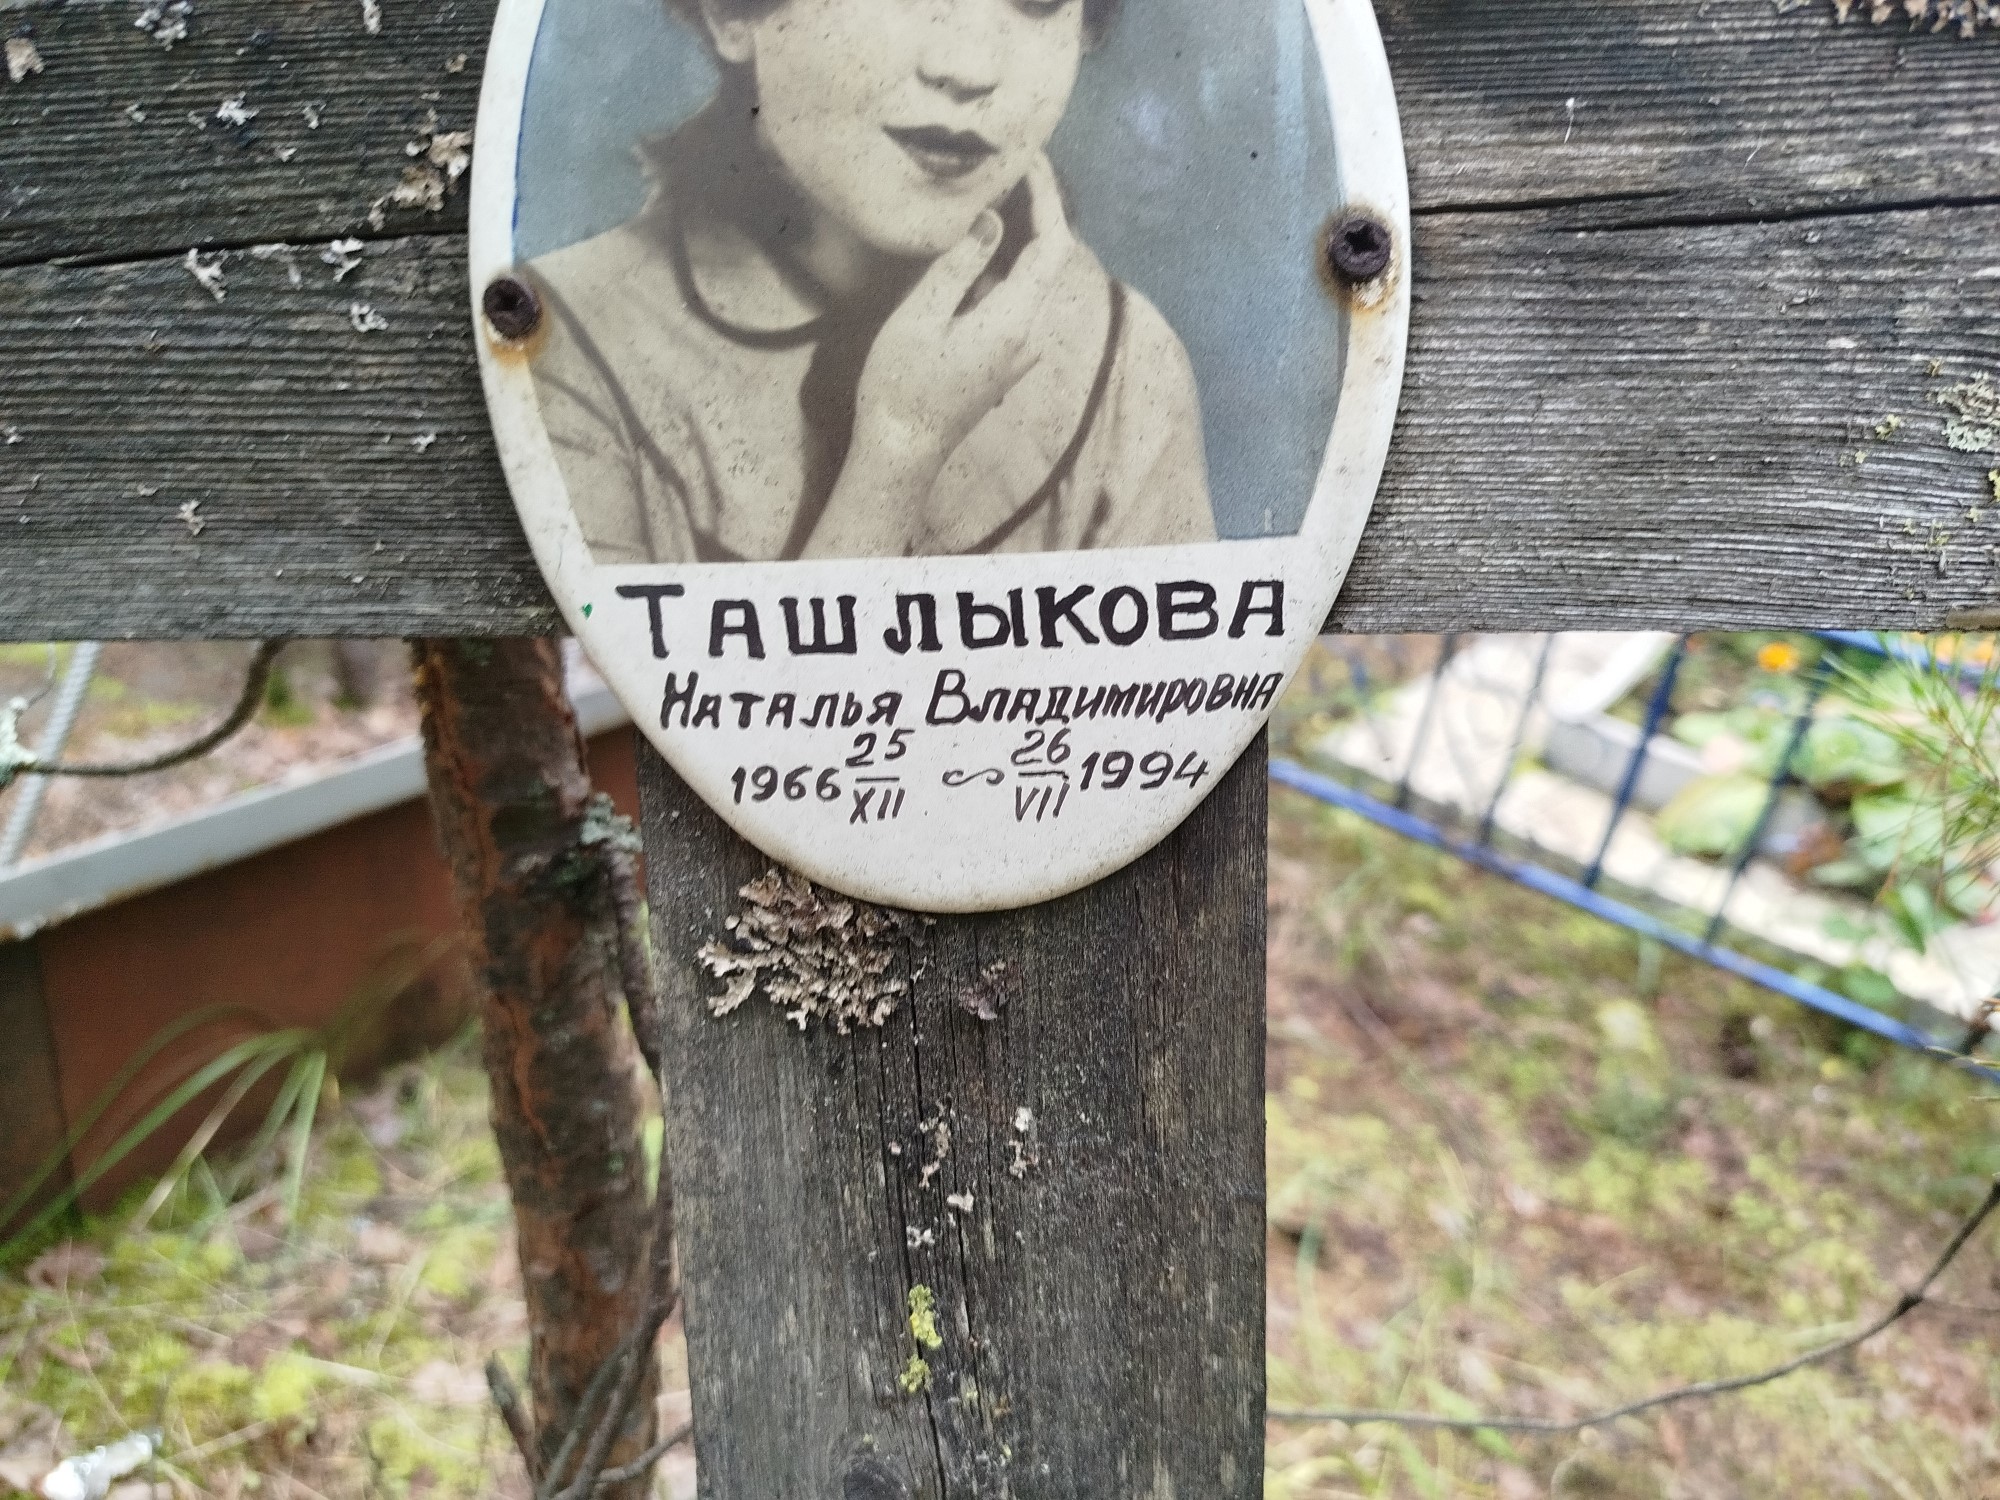 ТАШЛЫКОВА
Наталья Владимировна
1966 25/XII ~ 26/VII 1994